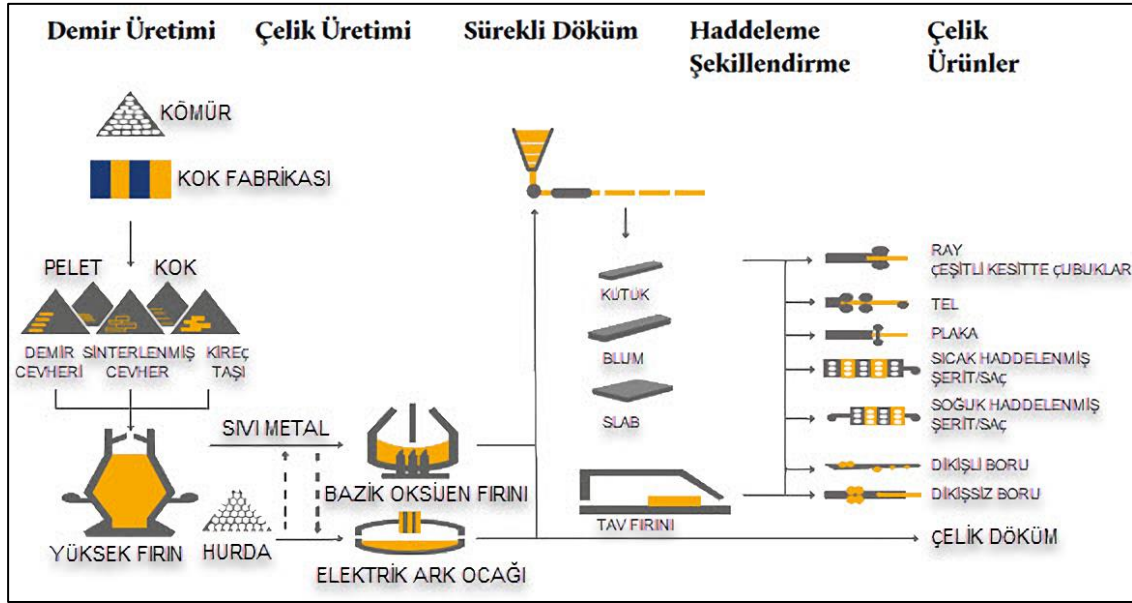 Demir Üretimi
Çelik Üretimi
Sürekli Döküm
Haddeleme
Şekillendirme
Çelik
Ürünler
KÖMÜR
KOK FABRİKASI
PELET
KOK
DEMİR
CEVHERİ
SİNTERLENMİŞ
CEVHER
KİREÇ
TAŞI
YÜKSEK FIRIN
SIVI METAL
HURDA
BAZİK OKSİJEN FIRINI
ELEKTRİK ARK OCAĞI
KÜTÜK
BLUM
SLAB
TAV FIRINI
RAY
ÇEŞİTLİ KESİTTE ÇUBUKLAR
TEL
PLAKA
SICAK HADDELENMİŞ
ŞERİT/SAÇ
SOĞUK HADDELENMİŞ
ŞERİT/SAÇ
DİKİŞLİ BORU
DİKİŞSİZ BORU
ÇELİK DÖKÜM